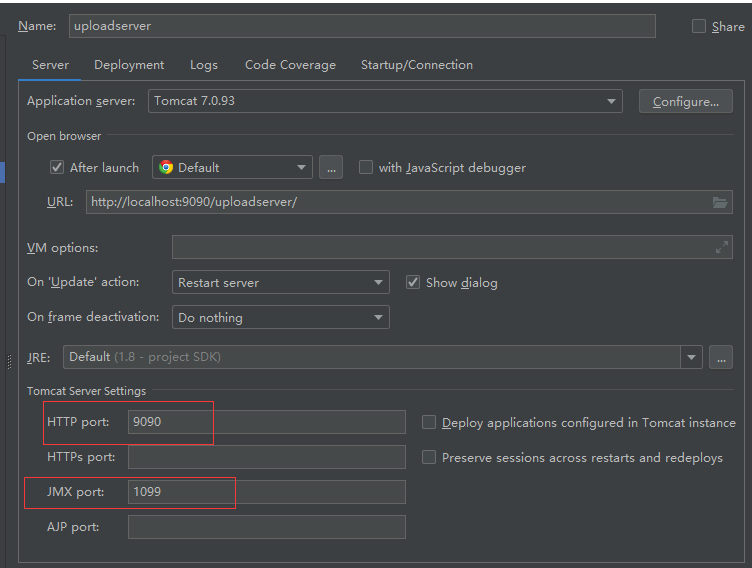 Name: uploadserver Share
Server Deployment Logs Code Coverage Startup/Connection
Application server: Tomcat 7.0.93 Configure...
Open browser
After launch Default ... with JavaScript debugger
URL: http://localhost:9090/uploadserver/
VM options:
On 'Update' action: Restart server Show dialog
On frame deactivation: Do nothing
JRE: Default (1.8 - project SDK) ...
Tomcat Server Settings
HTTP port: 9090 Deploy applications configured in Tomcat instance
HTTPs port: Preserve sessions across restarts and redeploys
JMX port: 1099
AJP port: